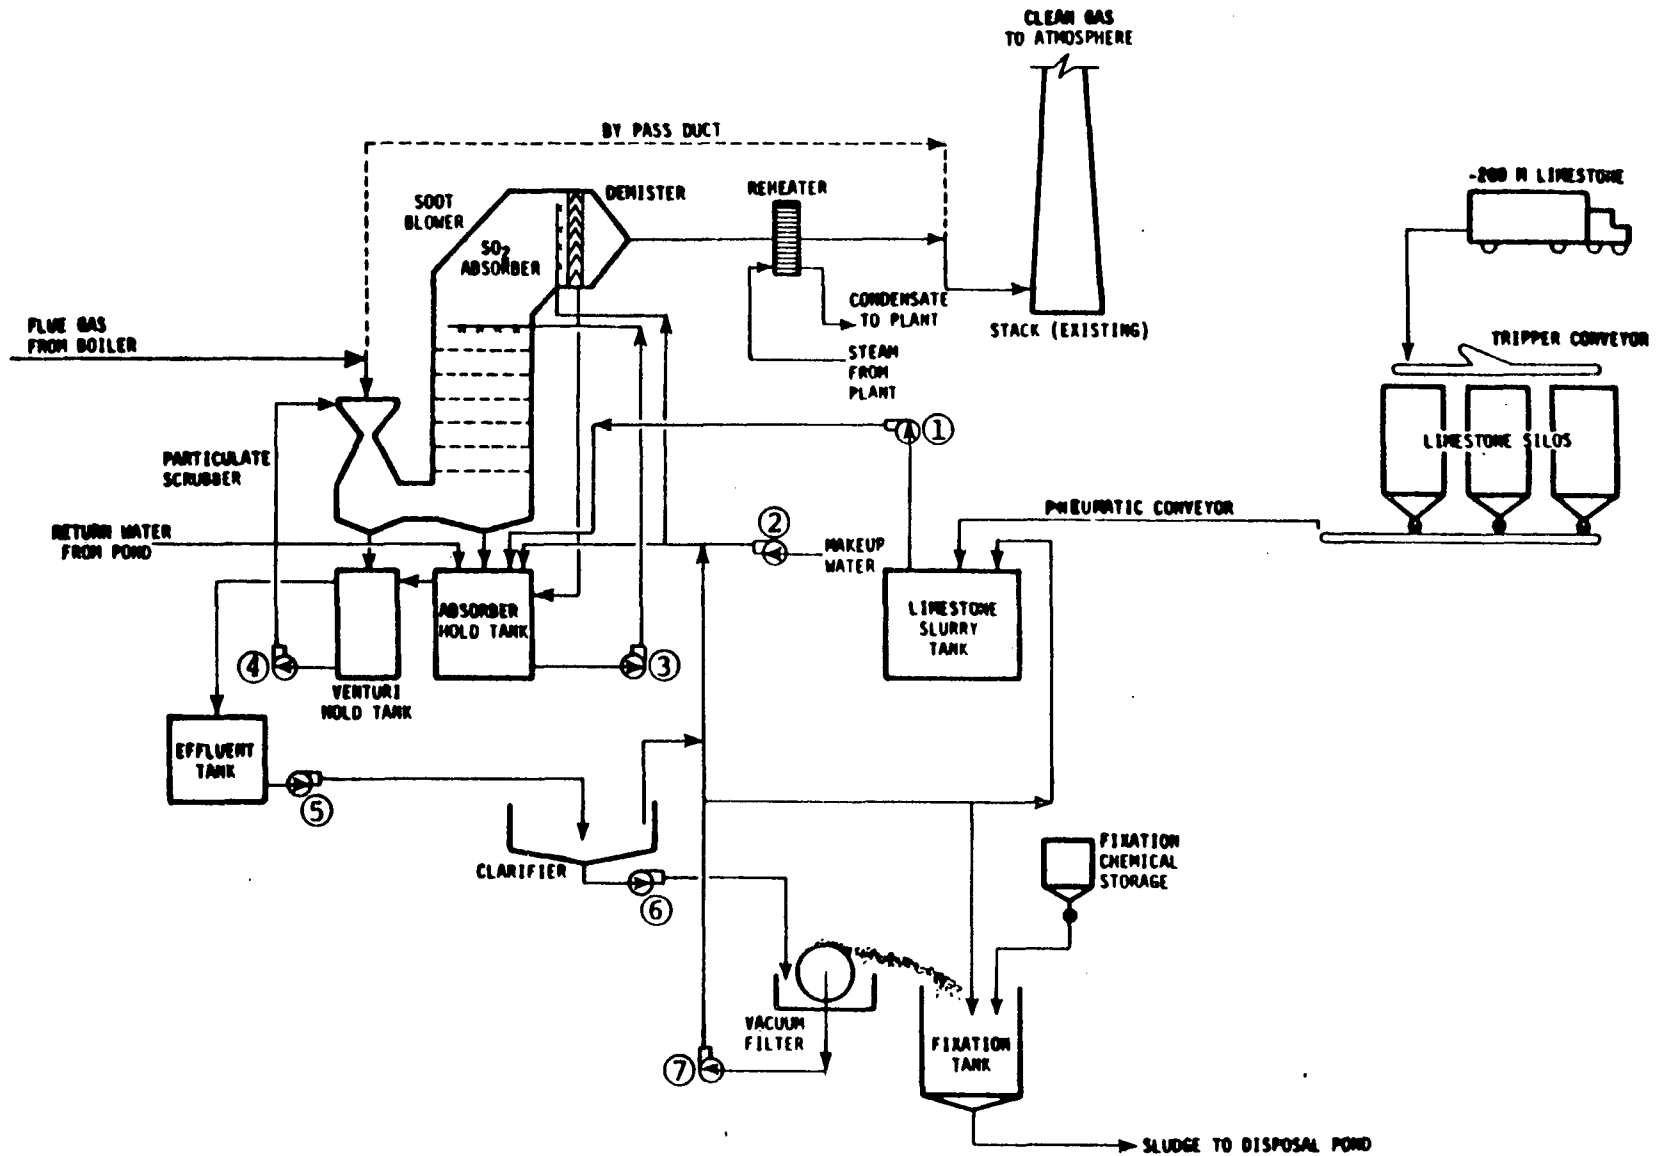 CLEAN GAS
TO ATMOSPHERE
BY PASS DUCT
-200 M LIMESTONE
DEMISTER
REHEATER
SOOT
BLOWER
SO2
ABSORBER
CONDENSATE
TO PLANT
STACK (EXISTING)
FLUE GAS
FROM BOILER
TRIPPER CONVEYOR
STEAM
FROM
PLANT
1
LIMESTONE SILOS
PARTICULATE
SCRUBBER
PNEUMATIC CONVEYOR
2
RETURN WATER
FROM POND
MAKEUP
WATER
ABSORBER
HOLD TANK
LIMESTONE
SLURRY
TANK
4
3
VENTURI
HOLD TANK
EFFLUENT
TANK
5
CLARIFIER
6
FIXATION
CHEMICAL
STORAGE
VACUUM
FILTER
FIXATION
TANK
7
SLUDGE TO DISPOSAL POND